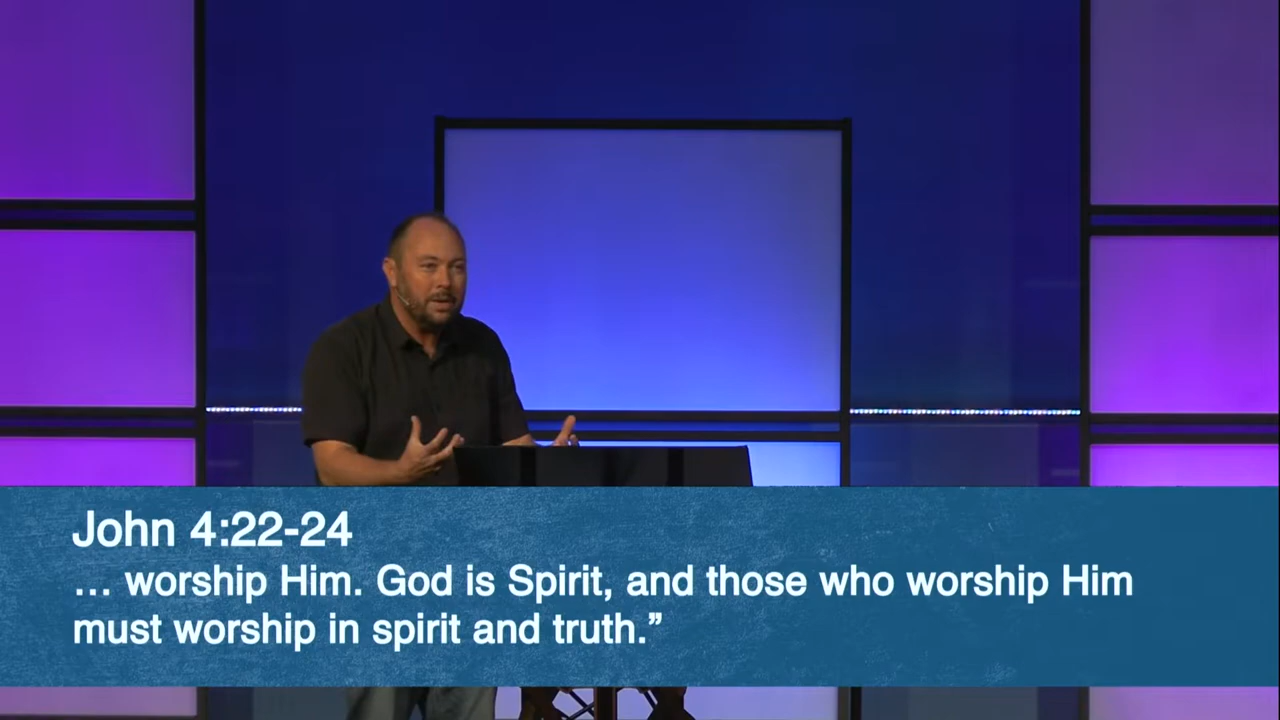 John 4:22-24
… worship Him. God is Spirit, and those who worship Him
must worship in spirit and truth.”